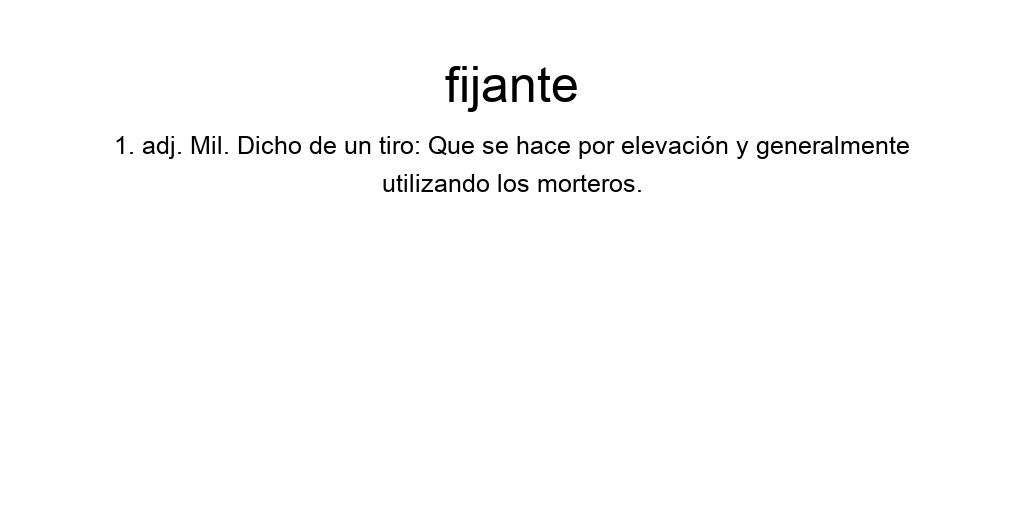 fijante
1. adj. Mil. Dicho de un tiro: Que se hace por elevación y generalmente
utilizando los morteros.